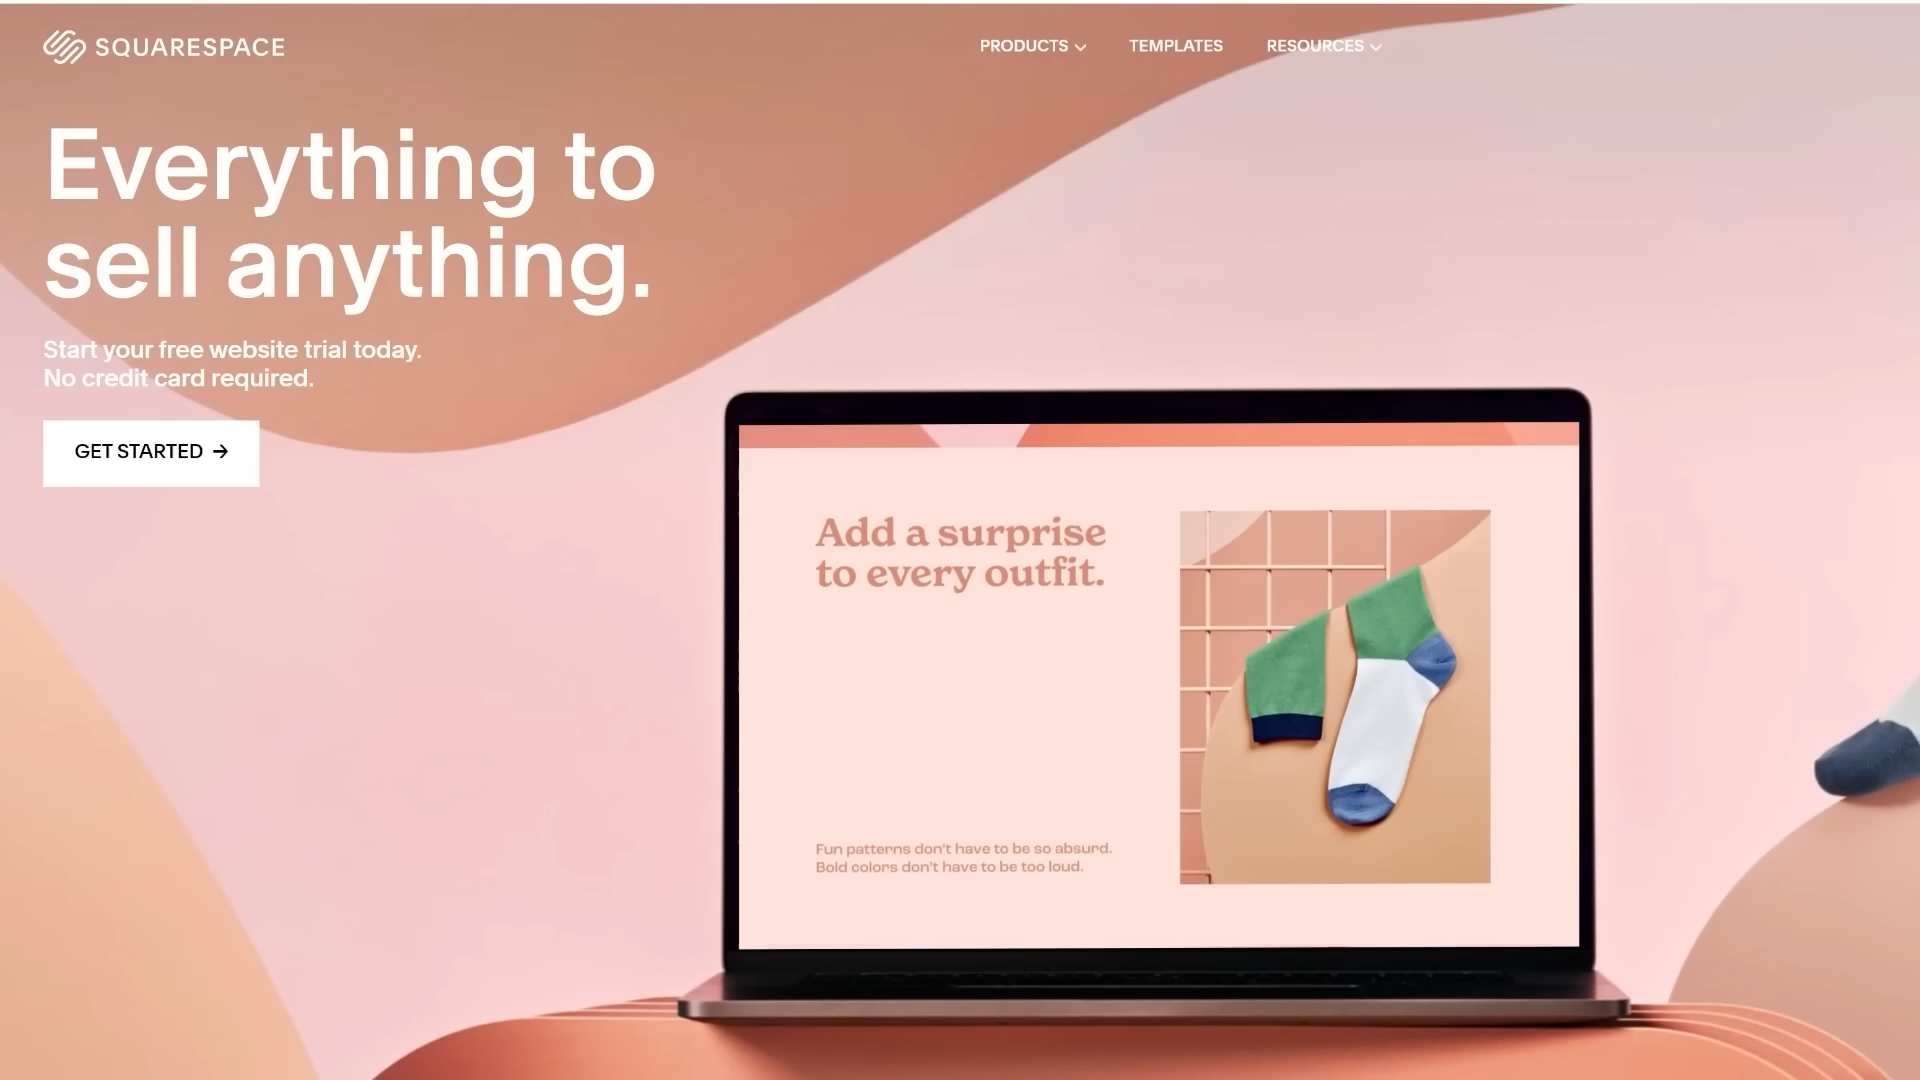 SQUARESPACE
PRODUCTS
TEMPLATES
RESOURCES
Everything to
sell anything.
Start your free website trial today.
No credit card required.
GET STARTED →
Add a surprise
to every outfit.
Fun patterns don't have to be so absurd.
Bold colors don't have to be too loud.